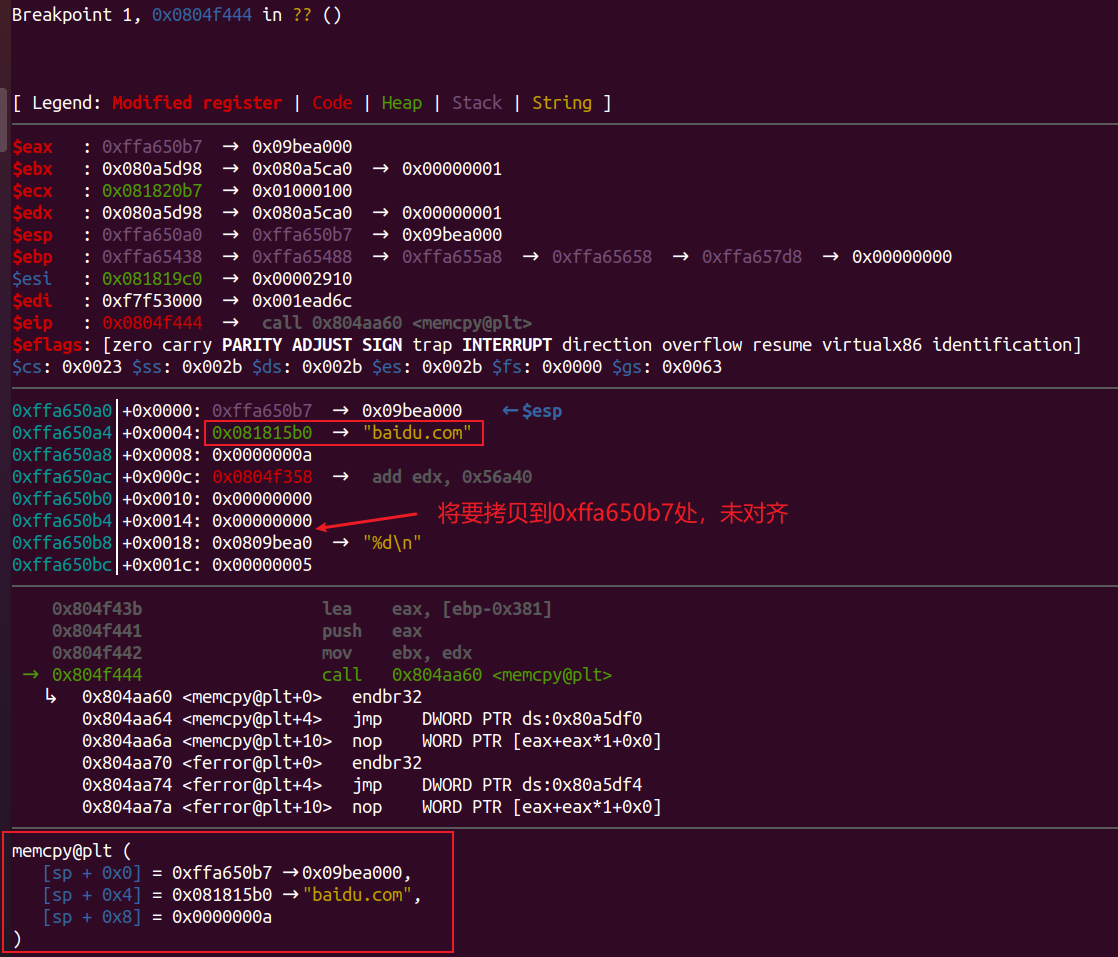 Breakpoint 1, 0x0804f444 in ?? ()
[ Legend: Modified register | Code | Heap | Stack | String ]
$eax   : 0xffa650b7  →  0x09bea000
$ebx   : 0x080a5d98  →  0x080a5ca0  →  0x00000001
$ecx   : 0x081820b7  →  0x01000100
$edx   : 0x080a5d98  →  0x080a5ca0  →  0x00000001
$esp   : 0xffa650a0  →  0xffa650b7  →  0x09bea000
$ebp   : 0xffa65438  →  0xffa65488  →  0xffa655a8  →  0xffa65658  →  0xffa657d8  →  0x00000000
$esi   : 0x081819c0  →  0x00002910
$edi   : 0xf7f53000  →  0x001ead6c
$eip   : 0x0804f444  →   call 0x804aa60 <memcpy@plt>
$eflags: [zero carry PARITY ADJUST SIGN trap INTERRUPT direction overflow resume virtualx86 identification]
$cs: 0x0023 $ss: 0x002b $ds: 0x002b $es: 0x002b $fs: 0x0000 $gs: 0x0063
0xffa650a0│+0x0000: 0xffa650b7  →  0x09bea000    ←$esp
0xffa650a4│+0x0004: 0x081815b0  →  "baidu.com"
0xffa650a8│+0x0008: 0x0000000a
0xffa650ac│+0x000c: 0x0804f358  →   add edx, 0x56a40
0xffa650b0│+0x0010: 0x00000000
将要拷贝到0xffa650b7处，未对齐
0xffa650b4│+0x0014: 0x00000000
0xffa650b8│+0x0018: 0x0809bea0  →  "%d\n"
0xffa650bc│+0x001c: 0x00000005
0x804f43b                  lea    eax, [ebp-0x381]
0x804f441                  push   eax
0x804f442                  mov    ebx, edx
→ 0x804f444                  call   0x804aa60 <memcpy@plt>
↳  0x804aa60 <memcpy@plt+0>   endbr32
0x804aa64 <memcpy@plt+4>   jmp    DWORD PTR ds:0x80a5df0
0x804aa6a <memcpy@plt+10>  nop    WORD PTR [eax+eax*1+0x0]
0x804aa70 <ferror@plt+0>   endbr32
0x804aa74 <ferror@plt+4>   jmp    DWORD PTR ds:0x80a5df4
0x804aa7a <ferror@plt+10>  nop    WORD PTR [eax+eax*1+0x0]
memcpy@plt (
[sp + 0x0] = 0xffa650b7 →0x09bea000,
[sp + 0x4] = 0x081815b0 →"baidu.com",
[sp + 0x8] = 0x0000000a
)